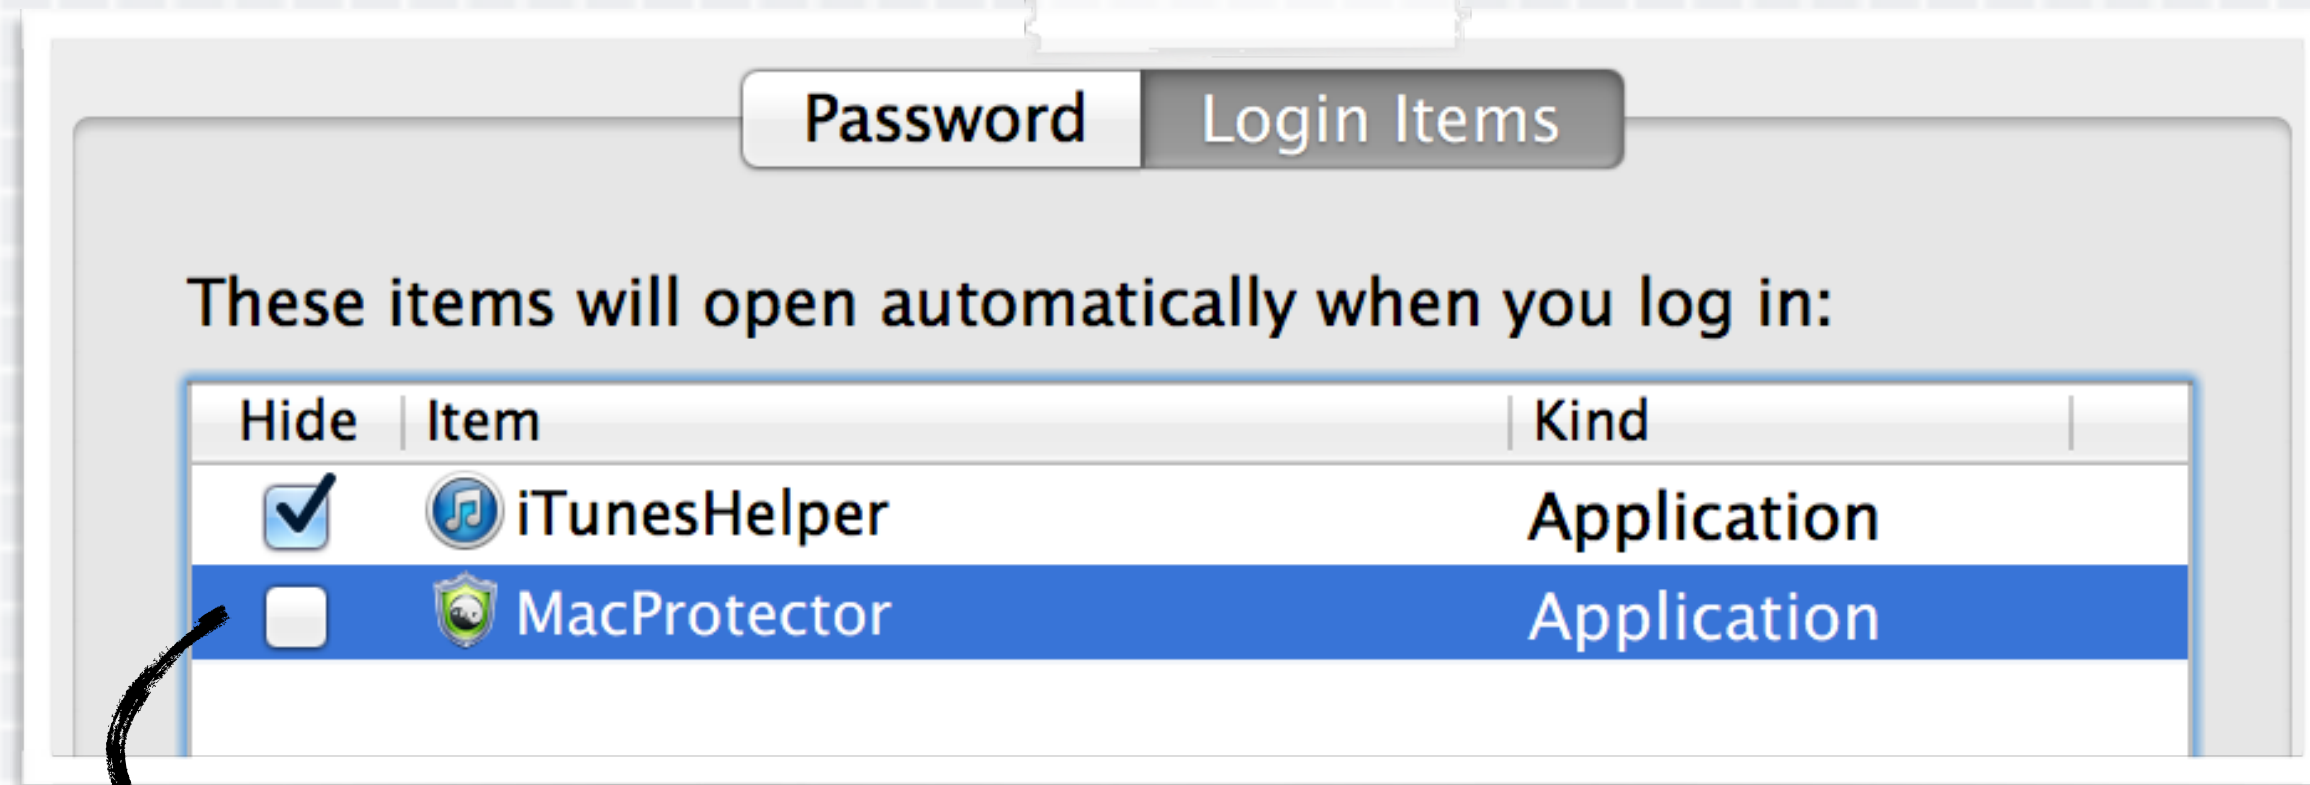 Password Login Items
These items will open automatically when you log in:
Hide Item Kind
iTunesHelper Application
MacProtector Application